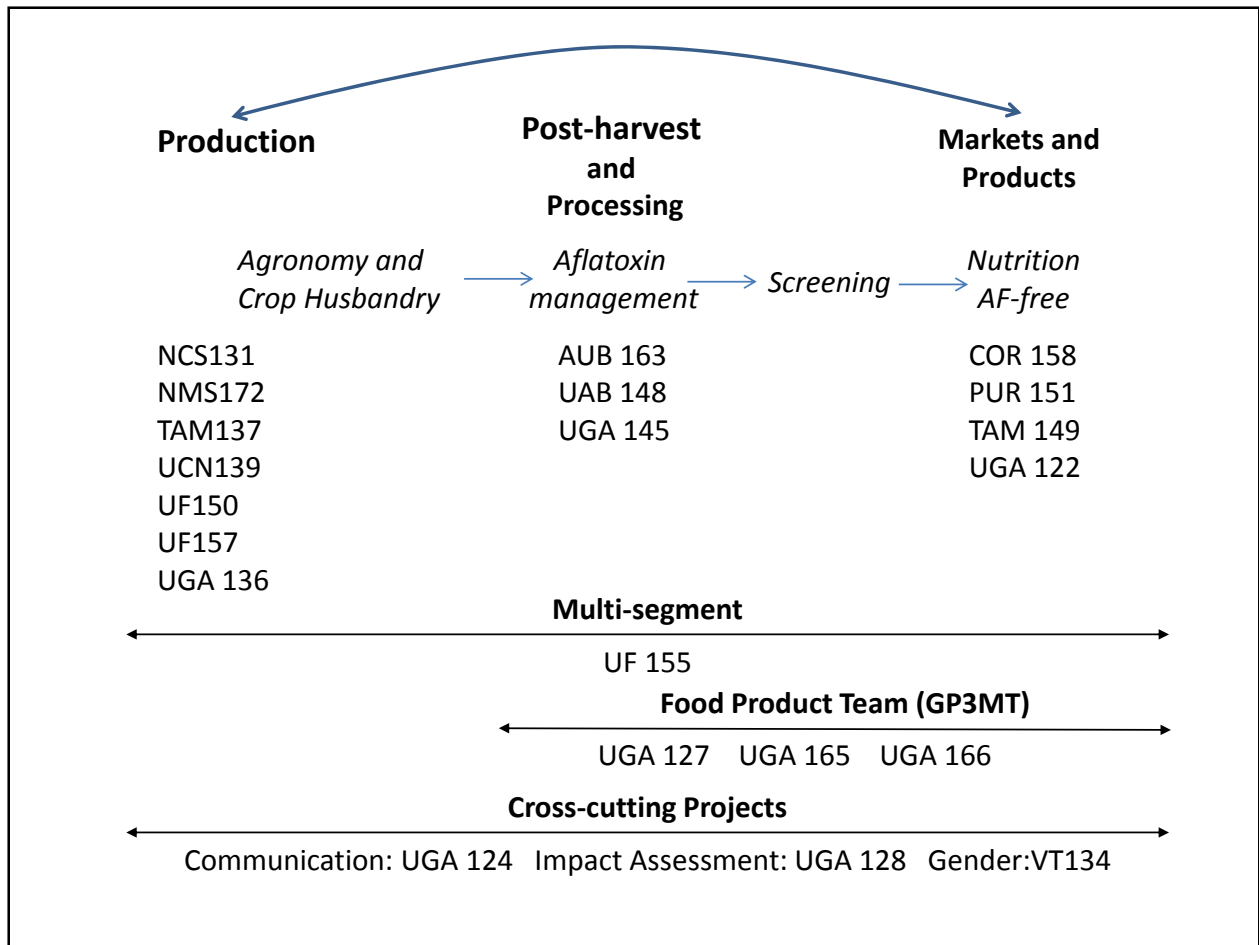 Production
Post-harvest
and
Processing
Markets and
Products
Agronomy and
Crop Husbandry
Aflatoxin
management
Screening
Nutrition
AF-free
NCS131
NMS172
TAM137
UCN139
UF150
UF157
UGA 136
AUB 163
UAB 148
UGA 145
COR 158
PUR 151
TAM 149
UGA 122
Multi-segment
UF 155
Food Product Team (GP3MT)
UGA 127 UGA 165 UGA 166
Cross-cutting Projects
Communication: UGA 124 Impact Assessment: UGA 128 Gender:VT134